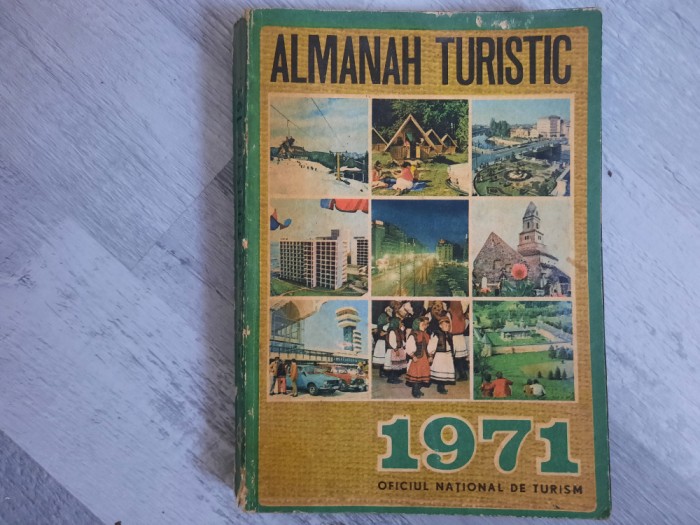 ALMANAH TURISTIC
1971
OFICIUL NAȚIONAL DE TURISM